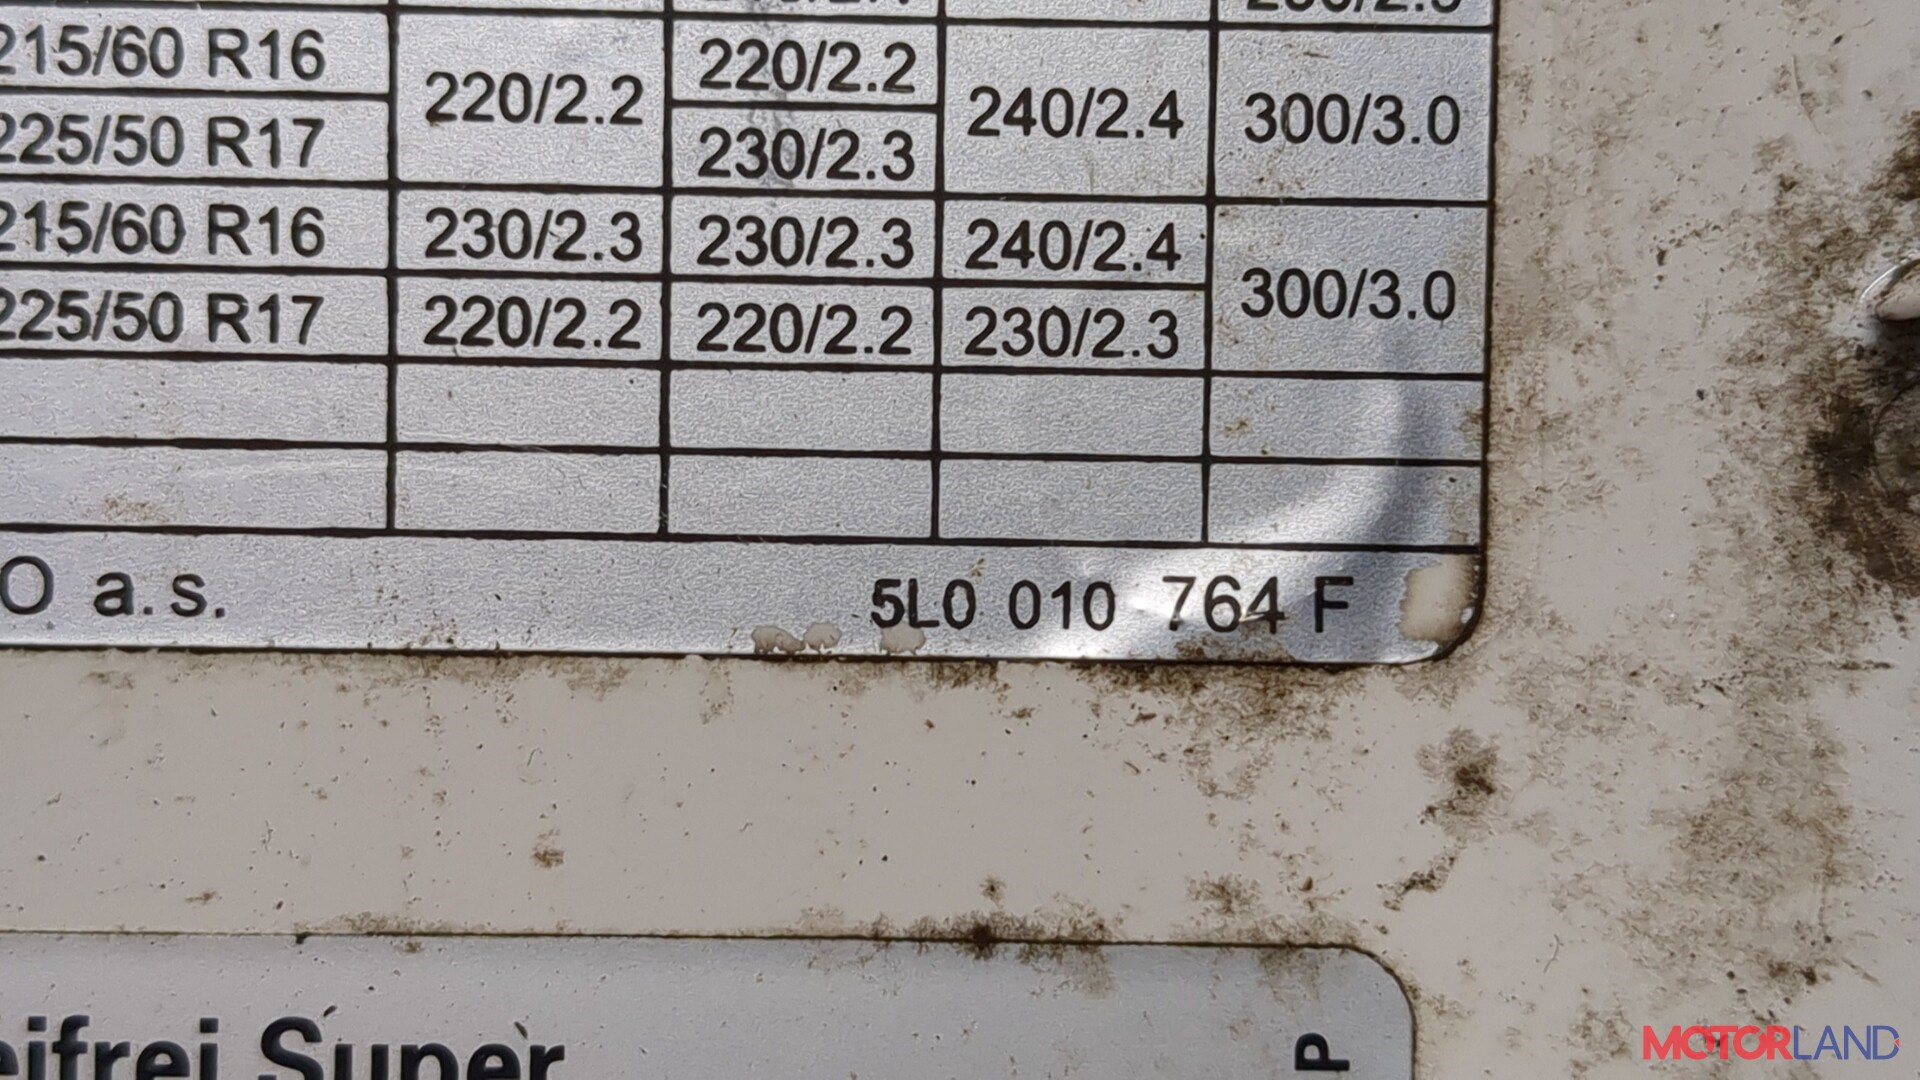 215/60 R16 220/2.2 220/2.2 240/2.4 300/3.0
225/50 R17 230/2.3
215/60 R16 230/2.3 230/2.3 240/2.4 300/3.0
225/50 R17 220/2.2 220/2.2 230/2.3
O a.s. 5L0 010 764 F
eifrei Super P
MOTORLAND